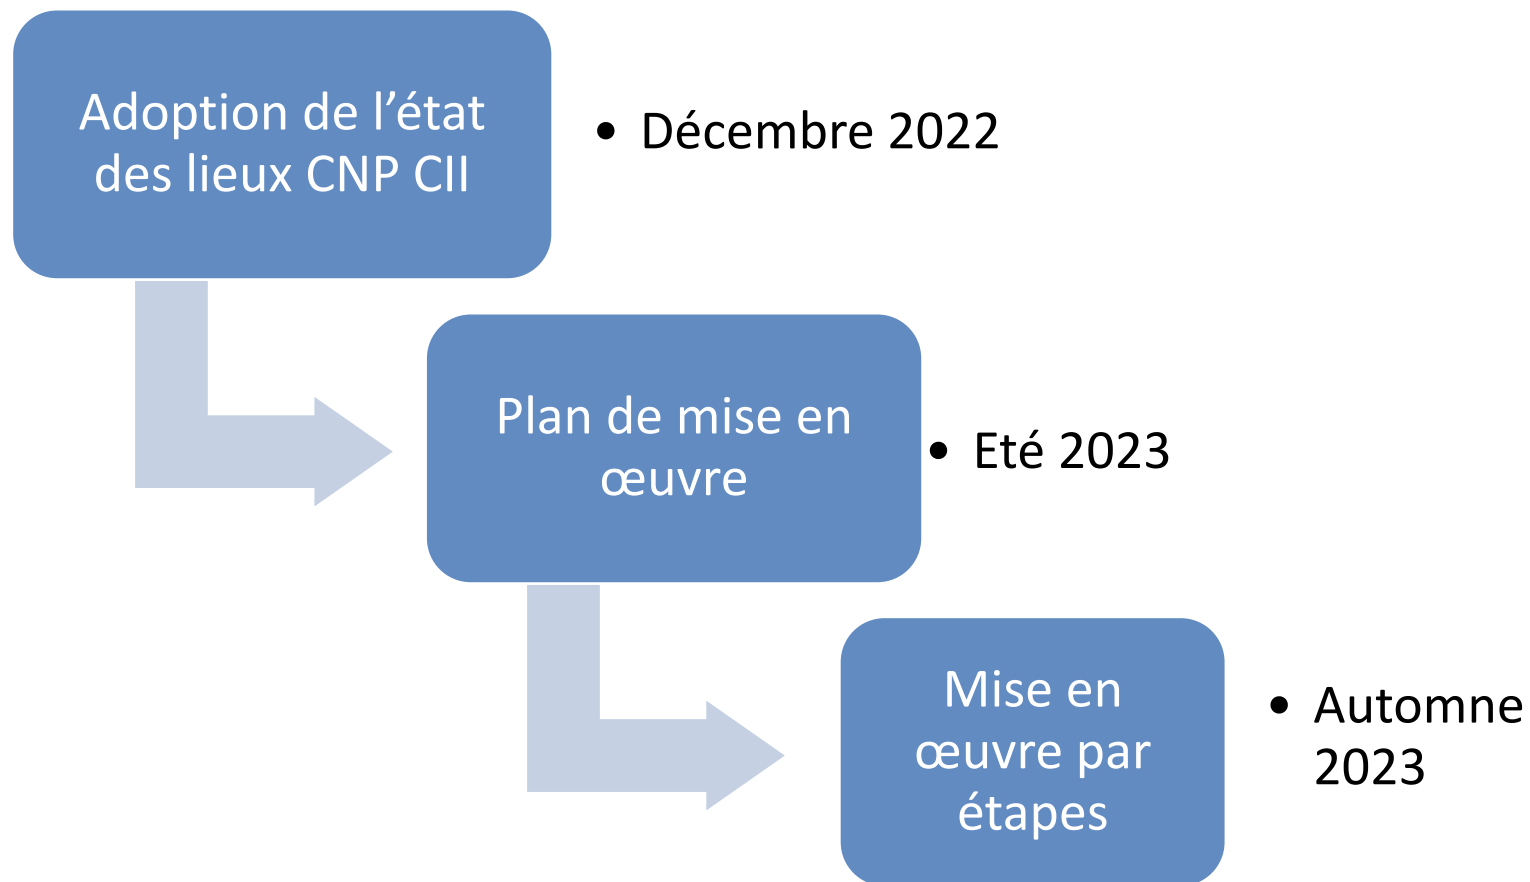 Adoption de l’état
des lieux CNP CII
• Décembre 2022
Plan de mise en
œuvre
• Eté 2023
Mise en
œuvre par
étapes
• Automne
2023